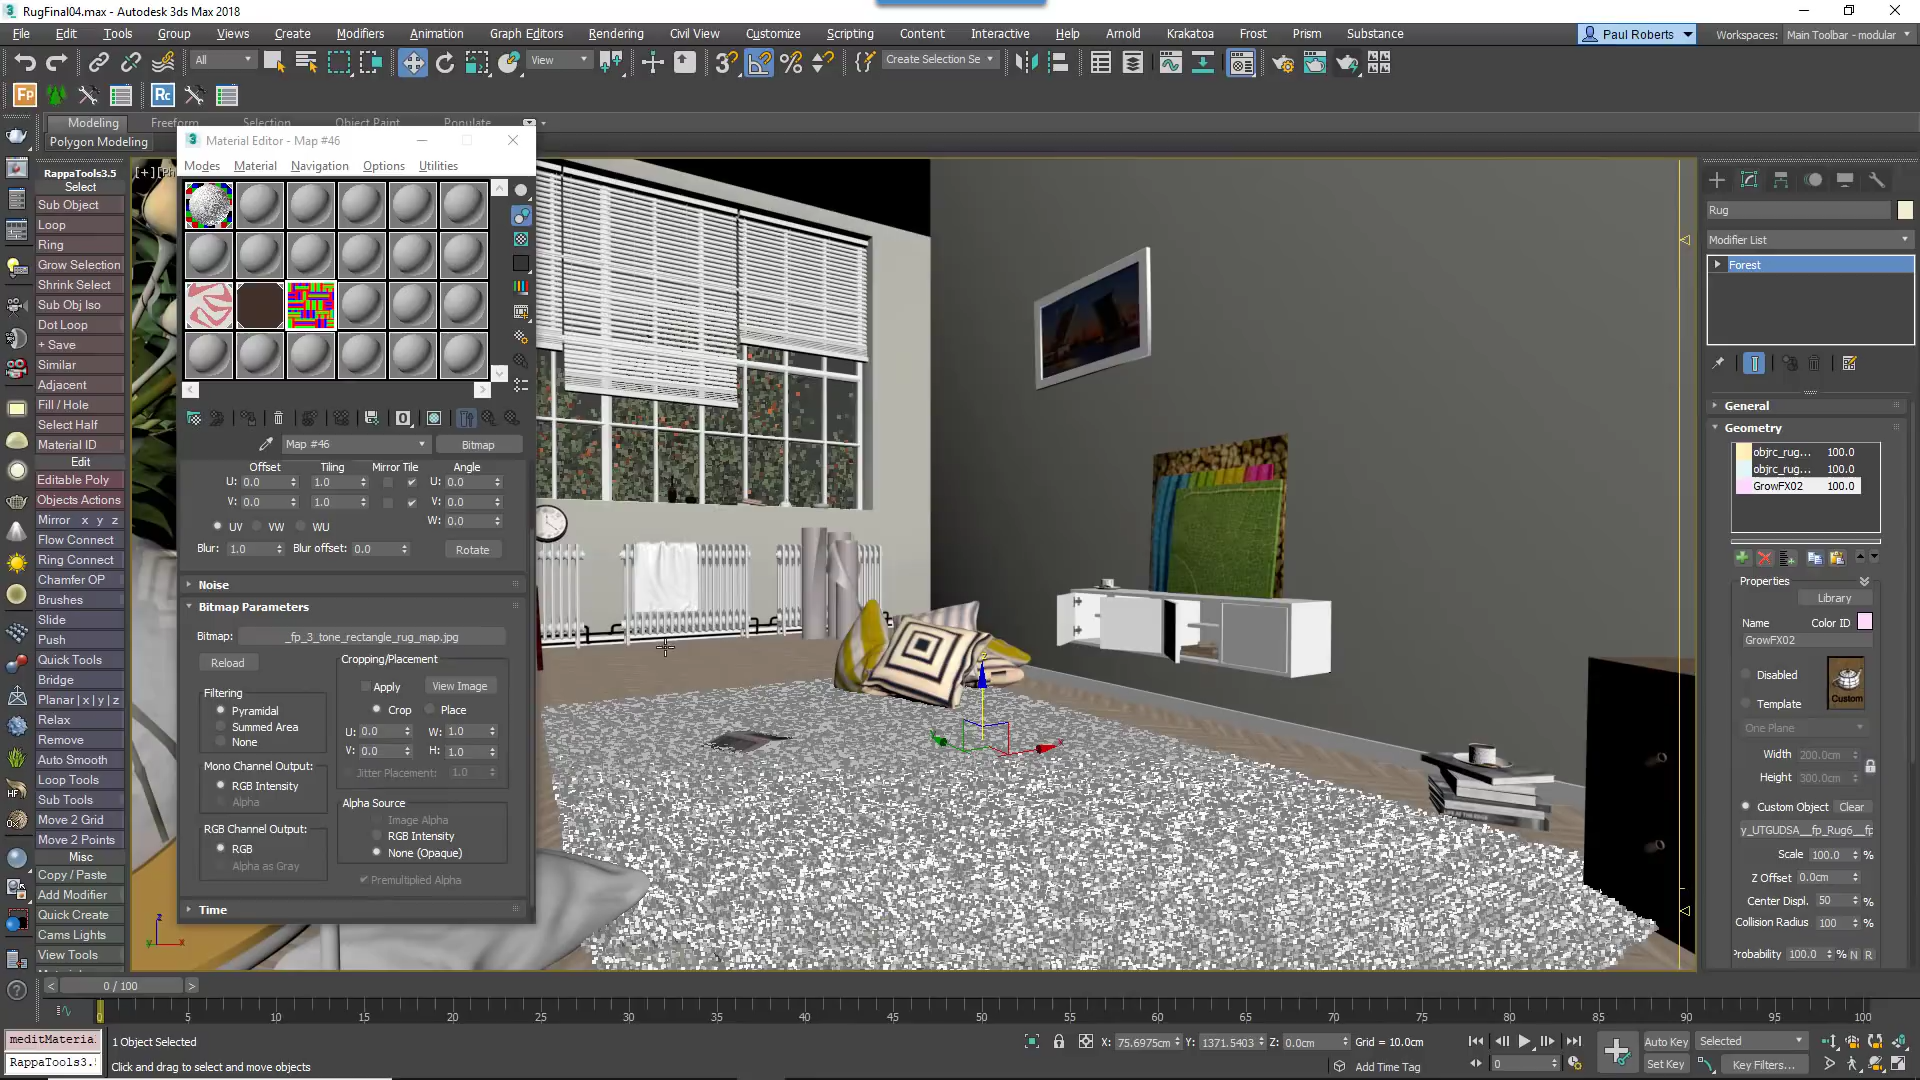 RugFinal04.max - Autodesk 3ds Max 2018
File Edit Tools Group Views Create Modifiers Animation Graph Editors Rendering Civil View Customize Scripting Content Interactive Help Arnold Krakatoa Frost Prism Substance
Paul Roberts Workspaces: Main Toolbar - modular
All View Create Selection Se
Fp Rc
Modeling Freeform Selection Object Paint Populate
Polygon Modeling
RappaTools3.5
Select
Sub Object
Loop
Ring
Grow Selection
Shrink Select
Sub Obj Iso
Dot Loop
+ Save
Similar
Adjacent
Fill / Hole
Select Half
Material ID
Edit
Editable Poly
Objects Actions
Mirror x y z
Flow Connect
Ring Connect
Chamfer OP
Brushes
Slide
Push
Quick Tools
Bridge
Planar | x | y | z
Relax
Remove
Auto Smooth
Loop Tools
Sub Tools
Move 2 Grid
Move 2 Points
Misc
Copy / Paste
Add Modifier
Quick Create
Cams Lights
View Tools
Material Editor - Map #46
Modes Material Navigation Options Utilities
Map #46 Bitmap
Offset Tiling Mirror Tile Angle
U: 0.0 1.0 U: 0.0
V: 0.0 1.0 V: 0.0
W: 0.0
UV VW WU
Blur: 1.0 Blur offset: 0.0 Rotate
Noise
Bitmap Parameters
Bitmap: _fp_3_tone_rectangle_rug_map.jpg
Reload
Cropping/Placement
Apply View Image
Crop Place
U: 0.0 W: 1.0
V: 0.0 H: 1.0
Jitter Placement: 1.0
Filtering
Pyramidal
Summed Area
None
Mono Channel Output:
RGB Intensity
Alpha
RGB Channel Output:
RGB
Alpha as Gray
Alpha Source
Image Alpha
RGB Intensity
None (Opaque)
Premultiplied Alpha
Time
Rug
Modifier List
Forest
General
Geometry
objrc_rug... 100.0
objrc_rug... 100.0
GrowFX02 100.0
Properties
Library
Name Color ID
GrowFX02
Disabled
Template
Custom
One Plane
Width 200.0cm
Height 300.0cm
Custom Object Clear
y_UTGUDSA__fp_Rug6__fp
Scale 100.0 %
Z Offset 0.0cm
Center Displ. 50 %
Collision Radius 100 %
Probability 100.0 % N R
z
y x
0 / 100
0 5 10 15 20 25 30 35 40 45 50 55 60 65 70 75 80 85 90 95 100
meditMateria
RappaTools3.5
1 Object Selected
Click and drag to select and move objects
X: 75.6975cm Y: 1371.5403 Z: 0.0cm Grid = 10.0cm
Add Time Tag
0
Auto Key Selected
Set Key Key Filters...